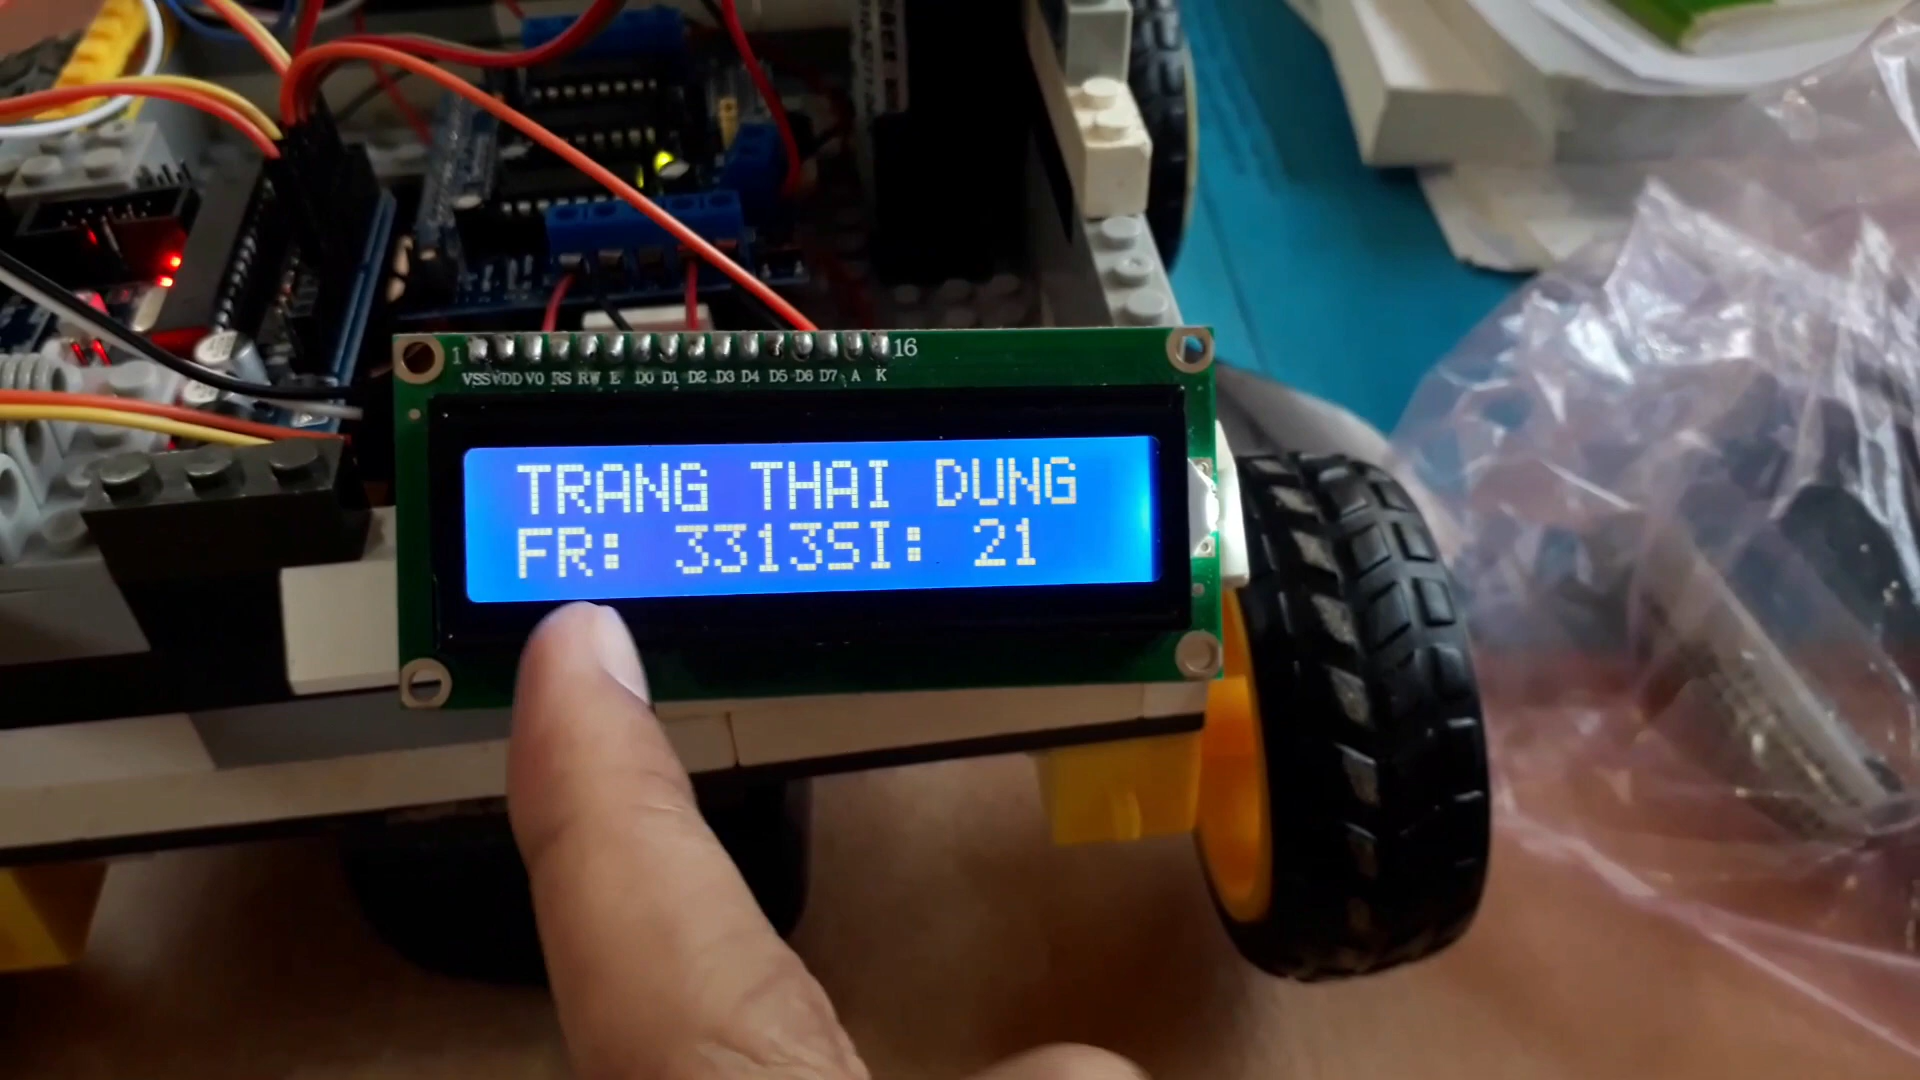 1 16
VSS VDD V0 RS RW E D0 D1 D2 D3 D4 D5 D6 D7 A K
TRANG THAI DUNG
FR: 3313SI: 21